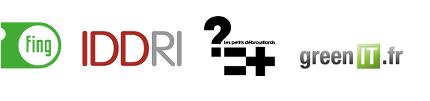 fing
IDDRI
les petits débrouillards
greenIT.fr